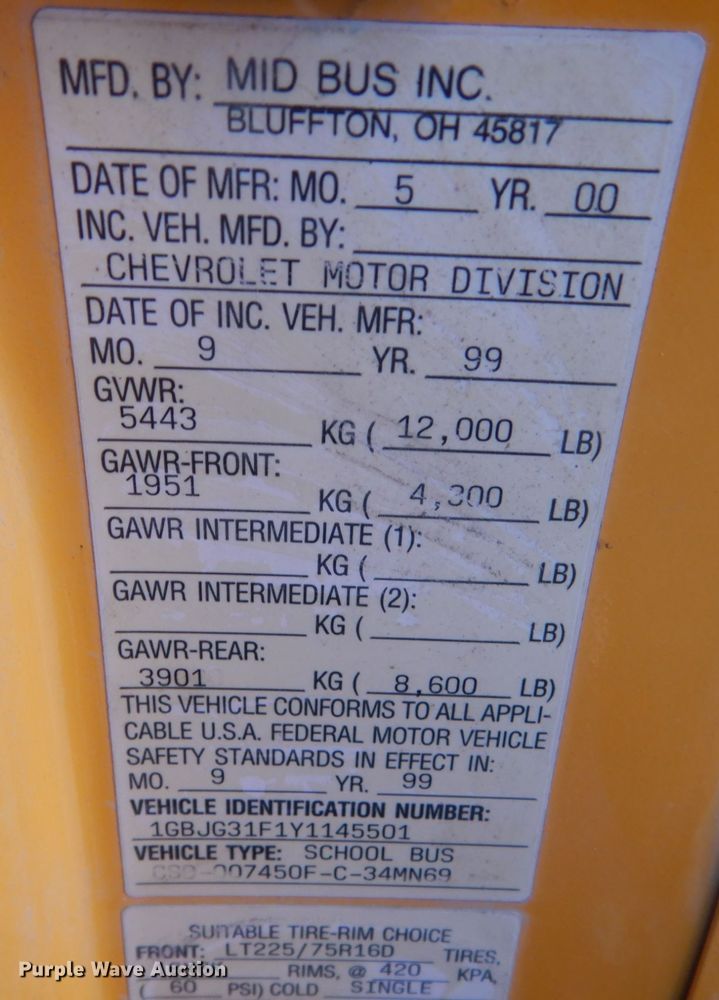 MFD. BY: MID BUS INC.
BLUFFTON, OH 45817
DATE OF MFR: MO. 5 YR. 00
INC. VEH. MFD. BY:
CHEVROLET MOTOR DIVISION
DATE OF INC. VEH. MFR:
MO. 9 YR. 99
GVWR:
5443 KG ( 12,000 LB)
GAWR-FRONT:
1951 KG ( 4,300 LB)
GAWR INTERMEDIATE (1):
KG ( LB)
GAWR INTERMEDIATE (2):
KG ( LB)
GAWR-REAR:
3901 KG ( 8,600 LB)
THIS VEHICLE CONFORMS TO ALL APPLI-
CABLE U.S.A. FEDERAL MOTOR VEHICLE
SAFETY STANDARDS IN EFFECT IN:
MO. 9 YR. 99
VEHICLE IDENTIFICATION NUMBER:
1GBJG31F1Y1145501
VEHICLE TYPE: SCHOOL BUS
007450F-C-34MN69
SUITABLE TIRE-RIM CHOICE
FRONT: LT225/75R16D TIRES,
RIMS, @ 420 KPA,
( 60 PSI) COLD SINGLE
Purple Wave Auction